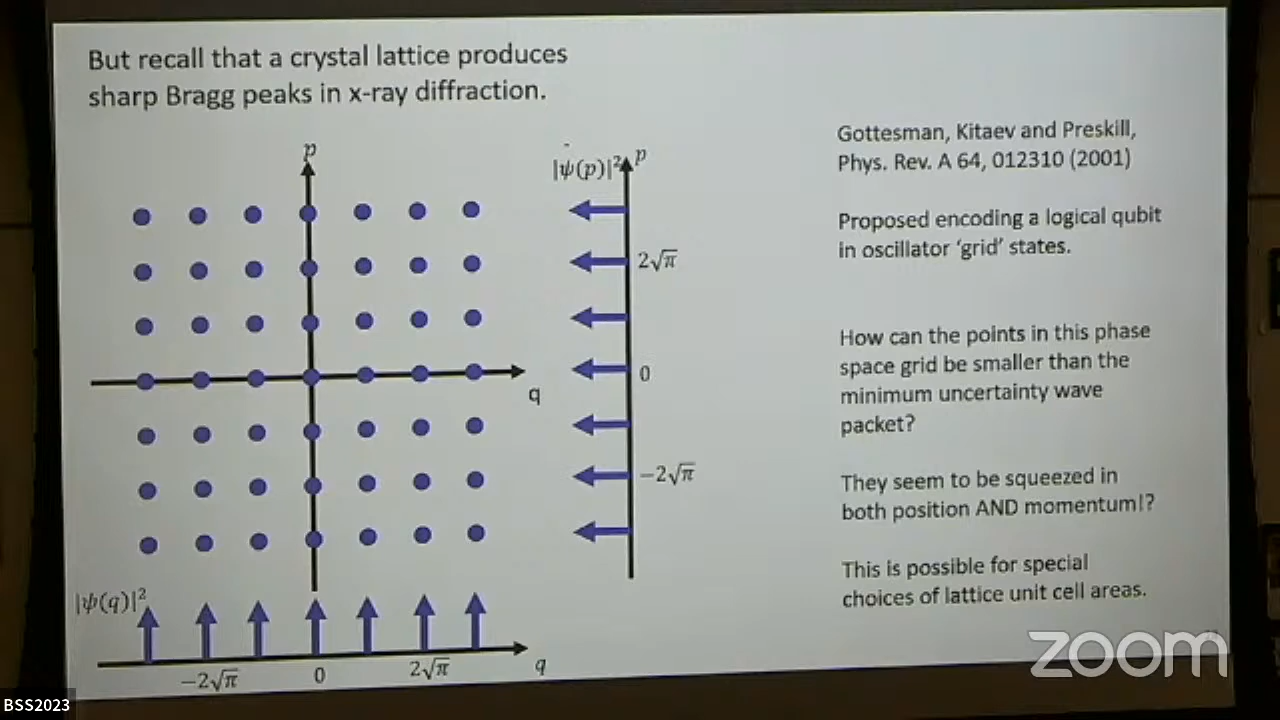 But recall that a crystal lattice produces
sharp Bragg peaks in x-ray diffraction.
p
q
|ψ(p)|²
p
2√π
0
−2√π
|ψ(q)|²
−2√π
0
2√π
q
Gottesman, Kitaev and Preskill,
Phys. Rev. A 64, 012310 (2001)
Proposed encoding a logical qubit
in oscillator ‘grid’ states.
How can the points in this phase
space grid be smaller than the
minimum uncertainty wave
packet?
They seem to be squeezed in
both position AND momentum!?
This is possible for special
choices of lattice unit cell areas.
zoom
BSS2023